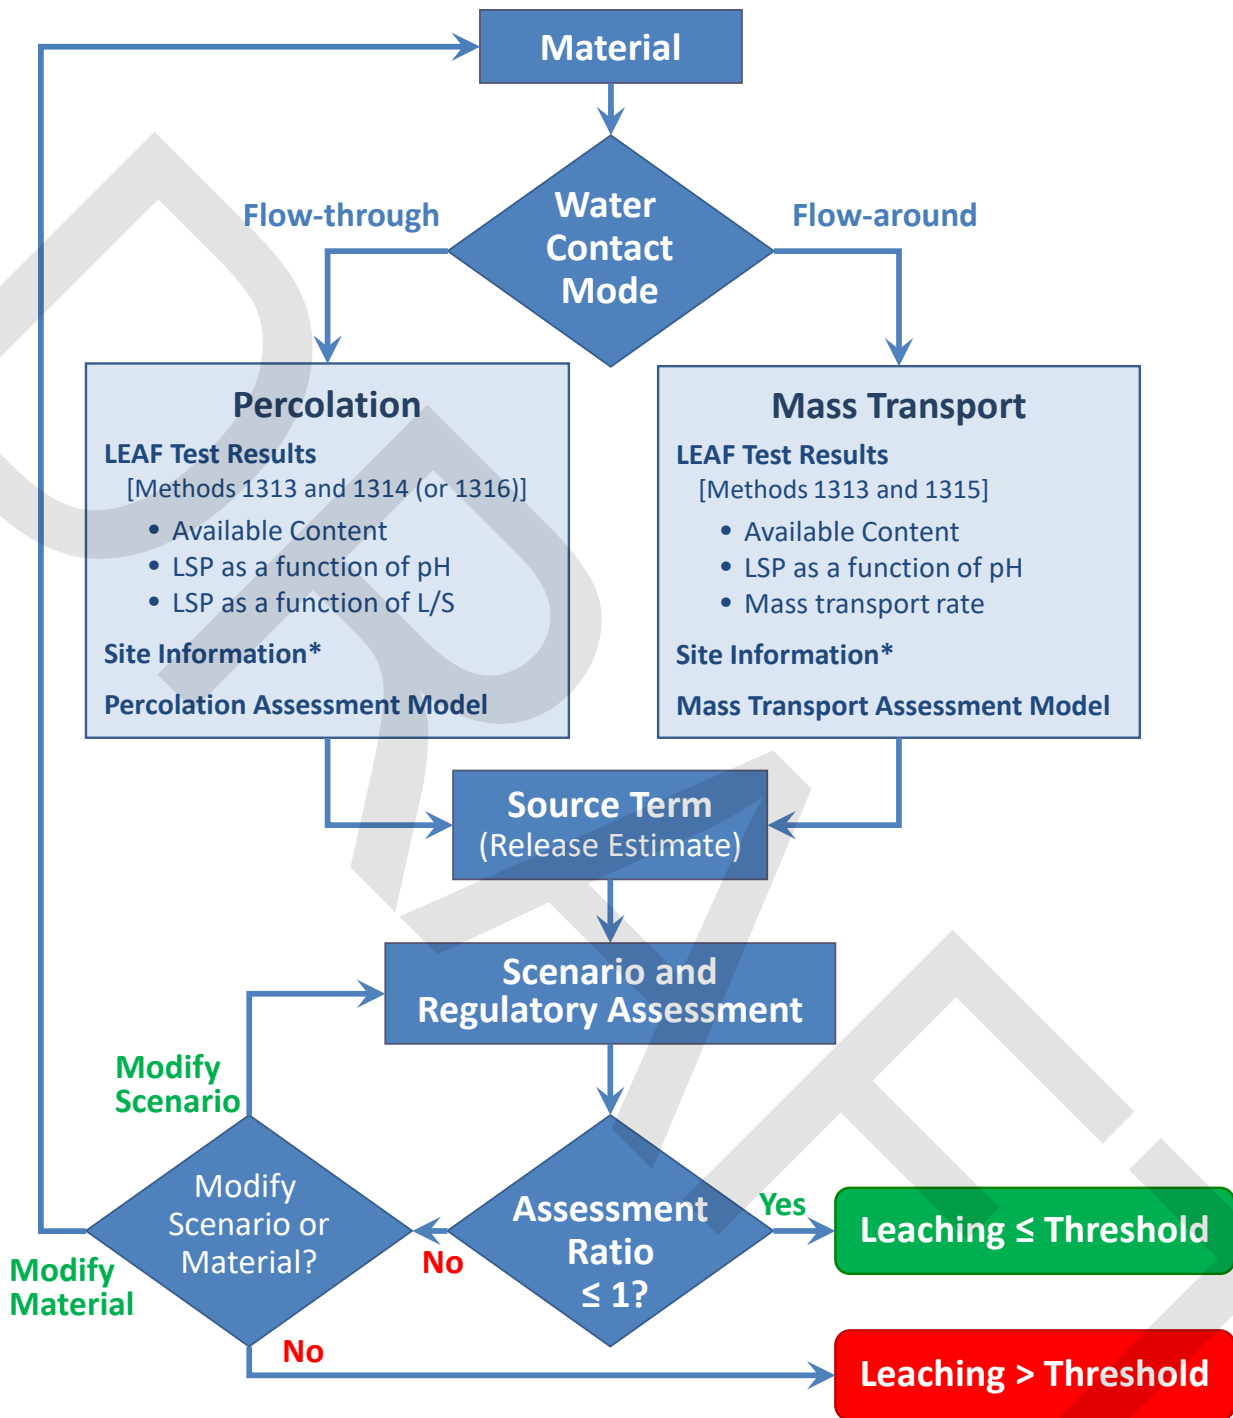 Material
Water
Contact
Mode
Flow-through
Flow-around
Percolation
LEAF Test Results
[Methods 1313 and 1314 (or 1316)]
• Available Content
• LSP as a function of pH
• LSP as a function of L/S
Site Information*
Percolation Assessment Model
Mass Transport
LEAF Test Results
[Methods 1313 and 1315]
• Available Content
• LSP as a function of pH
• Mass transport rate
Site Information*
Mass Transport Assessment Model
Source Term
(Release Estimate)
Scenario and
Regulatory Assessment
Modify
Scenario
Modify
Scenario or
Material?
Modify
Material
No
Assessment
Ratio
≤ 1?
Yes
Leaching ≤ Threshold
No
Leaching > Threshold
DRAFT